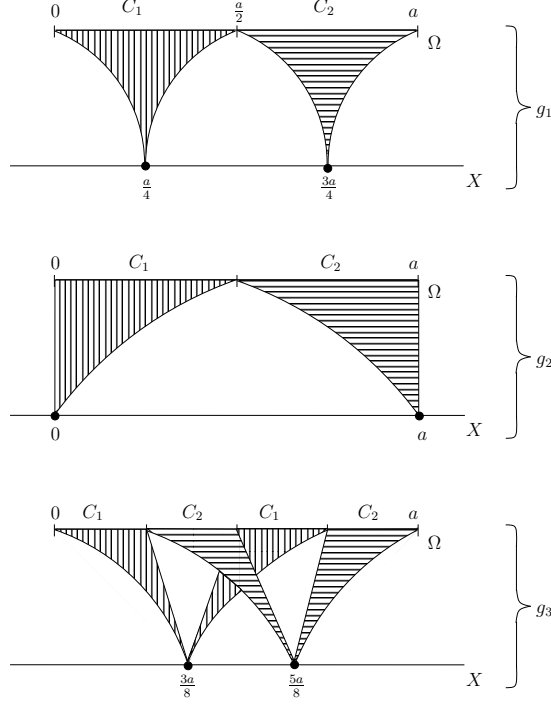 0 C₁ a/2 C₂ a
Ω
g₁
a/4 3a/4
X
0 C₁ C₂ a
Ω
g₂
0 a
X
0 C₁ C₂ C₁ C₂ a
Ω
g₃
3a/8 5a/8
X